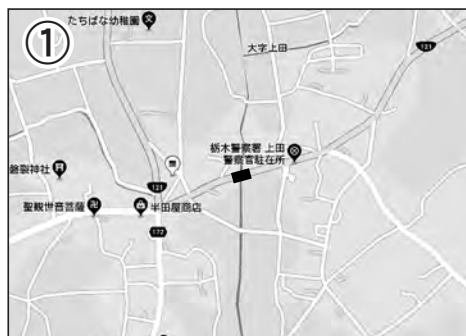 ①
たちばな幼稚園
大字上田
121
栃木警察署 上田
警察官駐在所
磐裂神社
121
聖観世音菩薩
半田屋商店
172